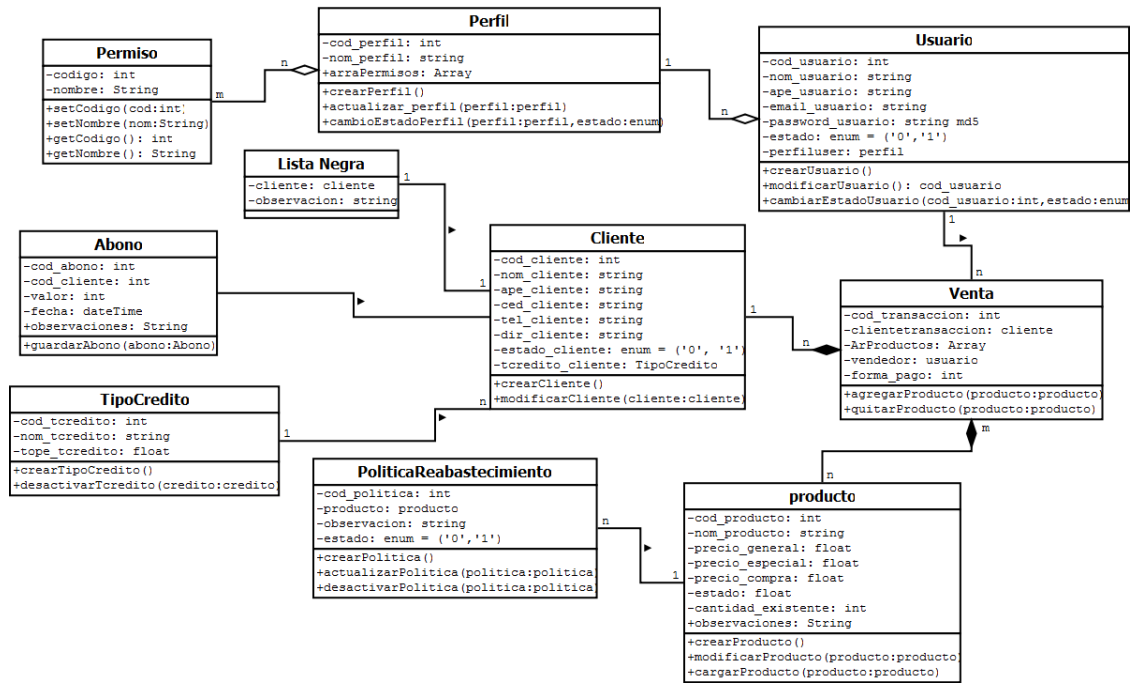 Perfil
-cod_perfil: int
-nom_perfil: string
+arraPermisos: Array
+crearPerfil()
+actualizar_perfil(perfil:perfil)
+cambioEstadoPerfil(perfil:perfil,estado:enum)
Permiso
-codigo: int
-nombre: String
+setCodigo(cod:int)
+setNombre(nom:String)
+getCodigo(): int
+getNombre(): String
n
m
Usuario
-cod_usuario: int
-nom_usuario: string
-ape_usuario: string
-email_usuario: string
-password_usuario: string md5
-estado: enum = ('0','1')
-perfiluser: perfil
+crearUsuario()
+modificarUsuario(): cod_usuario
+cambiarEstadoUsuario(cod_usuario:int,estado:enum
1
n
Lista Negra
-cliente: cliente
-observacion: string
1
1
Abono
-cod_abono: int
-cod_cliente: int
-valor: int
-fecha: dateTime
+observaciones: String
+guardarAbono(abono:Abono)
Cliente
-cod_cliente: int
-nom_cliente: string
-ape_cliente: string
-ced_cliente: string
-tel_cliente: string
-dir_cliente: string
-estado_cliente: enum = ('0', '1')
-tcredito_cliente: TipoCredito
+crearCliente()
+modificarCliente(cliente:cliente)
1
n
1
n
Venta
-cod_transaccion: int
-clientetransaccion: cliente
-ArProductos: Array
-vendedor: usuario
-forma_pago: int
+agregarProducto(producto:producto)
+quitarProducto(producto:producto)
m
n
TipoCredito
-cod_tcredito: int
-nom_tcredito: string
-tope_tcredito: float
+crearTipoCredito()
+desactivarTcredito(credito:credito)
1
n
PoliticaReabastecimiento
-cod_politica: int
-producto: producto
-observacion: string
-estado: enum = ('0','1')
+crearPolitica()
+actualizarPolitica(politica:politica)
+desactivarPolitica(politica:politica)
n
1
producto
-cod_producto: int
-nom_producto: string
-precio_general: float
-precio_especial: float
-precio_compra: float
-estado: float
-cantidad_existente: int
+observaciones: String
+crearProducto()
+modificarProducto(producto:producto)
+cargarProducto(producto:producto)